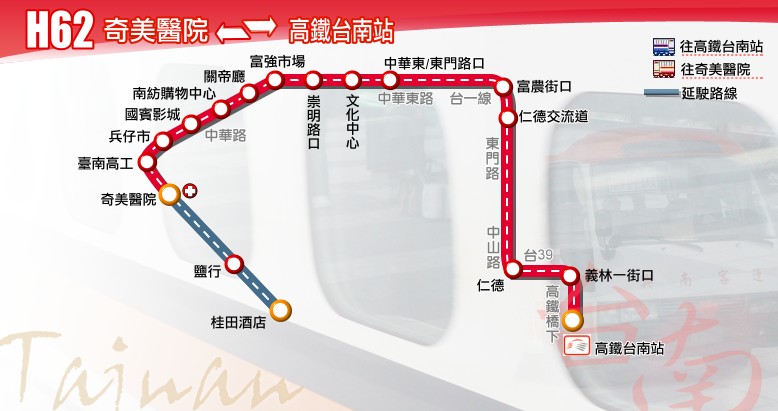 H62 奇美醫院 高鐵台南站
往高鐵台南站
往奇美醫院
延駛路線
富強市場
關帝廳
南紡購物中心
國賓影城
兵仔市
臺南高工
奇美醫院
鹽行
桂田酒店
中華路
崇明路口
文化中心
中華東/東門路口
中華東路
台一線
富農街口
仁德交流道
東門路
中山路
仁德
台39
義林一街口
高鐵橋下
高鐵台南站
Tainan
台南